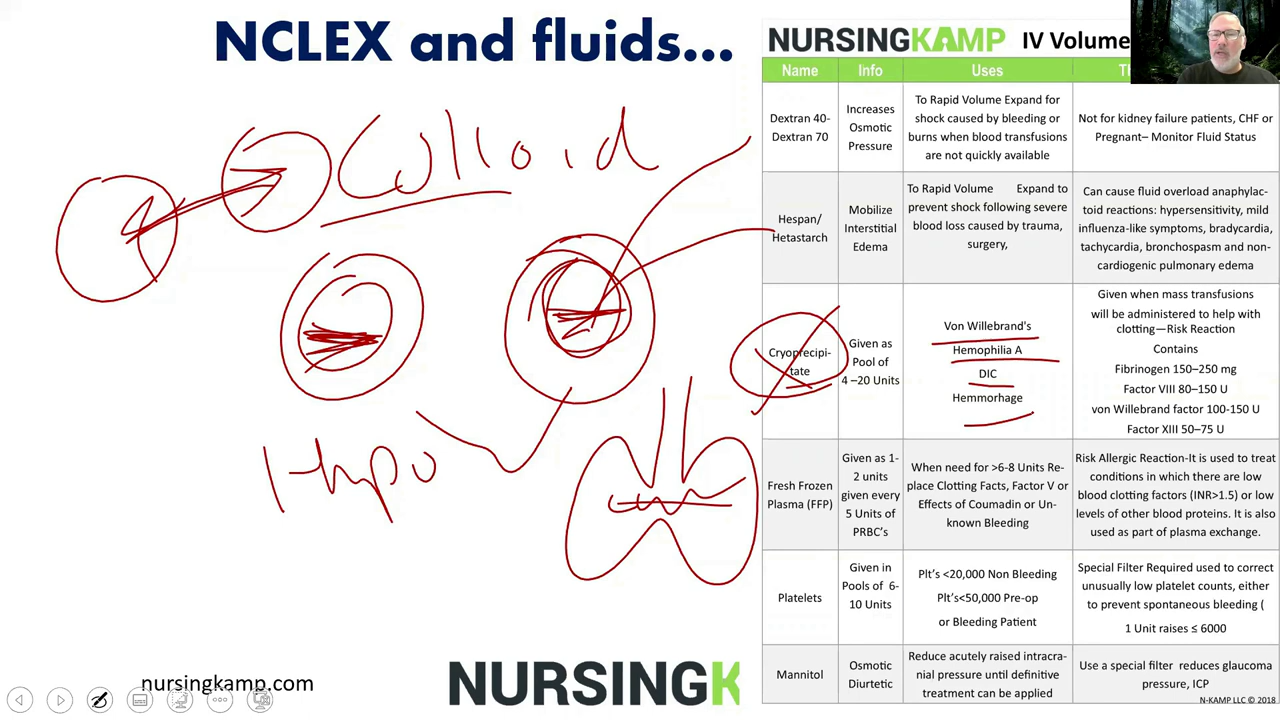 NCLEX and fluids...
Colloid
Hypo
nursingkamp.com
NURSINGK
NURSINGKAMP IV Volume
Name Info Uses Th
Dextran 40-
Dextran 70
Increases
Osmotic
Pressure
To Rapid Volume Expand for
shock caused by bleeding or
burns when blood transfusions
are not quickly available
Not for kidney failure patients, CHF or
Pregnant– Monitor Fluid Status
Hespan/
Hetastarch
Mobilize
Interstitial
Edema
To Rapid Volume Expand to
prevent shock following severe
blood loss caused by trauma,
surgery,
Can cause fluid overload anaphylac-
toid reactions: hypersensitivity, mild
influenza-like symptoms, bradycardia,
tachycardia, bronchospasm and non-
cardiogenic pulmonary edema
Cryoprecipi-
tate
Given as
Pool of
4 –20 Units
Von Willebrand's
Hemophilia A
DIC
Hemmorhage
Given when mass transfusions
will be administered to help with
clotting—Risk Reaction
Contains
Fibrinogen 150–250 mg
Factor VIII 80–150 U
von Willebrand factor 100-150 U
Factor XIII 50–75 U
Fresh Frozen
Plasma (FFP)
Given as 1-
2 units
given every
5 Units of
PRBC's
When need for >6-8 Units Re-
place Clotting Facts, Factor V or
Effects of Coumadin or Un-
known Bleeding
Risk Allergic Reaction-It is used to treat
conditions in which there are low
blood clotting factors (INR>1.5) or low
levels of other blood proteins. It is also
used as part of plasma exchange.
Platelets
Given in
Pools of 6-
10 Units
Plt's <20,000 Non Bleeding
Plt's<50,000 Pre-op
or Bleeding Patient
Special Filter Required used to correct
unusually low platelet counts, either
to prevent spontaneous bleeding (
1 Unit raises ≤ 6000
Mannitol
Osmotic
Diurtetic
Reduce acutely raised intracra-
nial pressure until definitive
treatment can be applied
Use a special filter reduces glaucoma
pressure, ICP
N-KAMP LLC © 2018